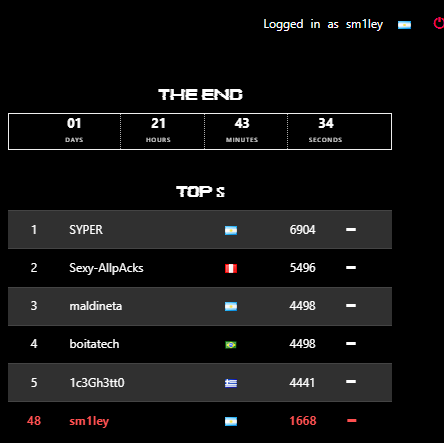 Logged in as sm1ley
THE END
01 21 43 34
DAYS HOURS MINUTES SECONDS
TOP 5
1 SYPER 6904
2 Sexy-AllpAcks 5496
3 maldineta 4498
4 boitatech 4498
5 1c3Gh3tt0 4441
48 sm1ley 1668